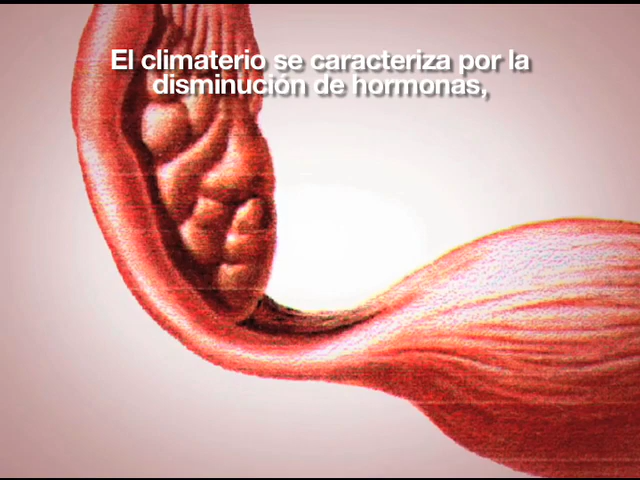 El climaterio se caracteriza por la
disminución de hormonas,